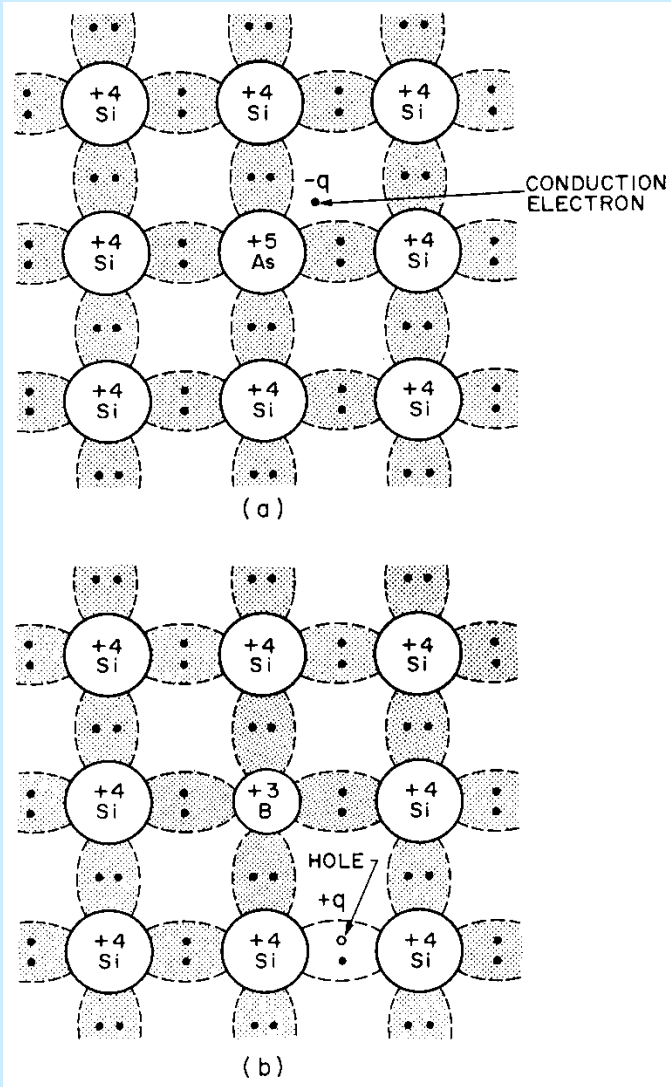 +4 +4 +4
Si Si Si
-q
CONDUCTION
ELECTRON
+4 +5 +4
Si As Si
+4 +4 +4
Si Si Si
(a)
+4 +4 +4
Si Si Si
+4 +3 +4
Si B Si
HOLE
+q
+4 +4 +4
Si Si Si
(b)